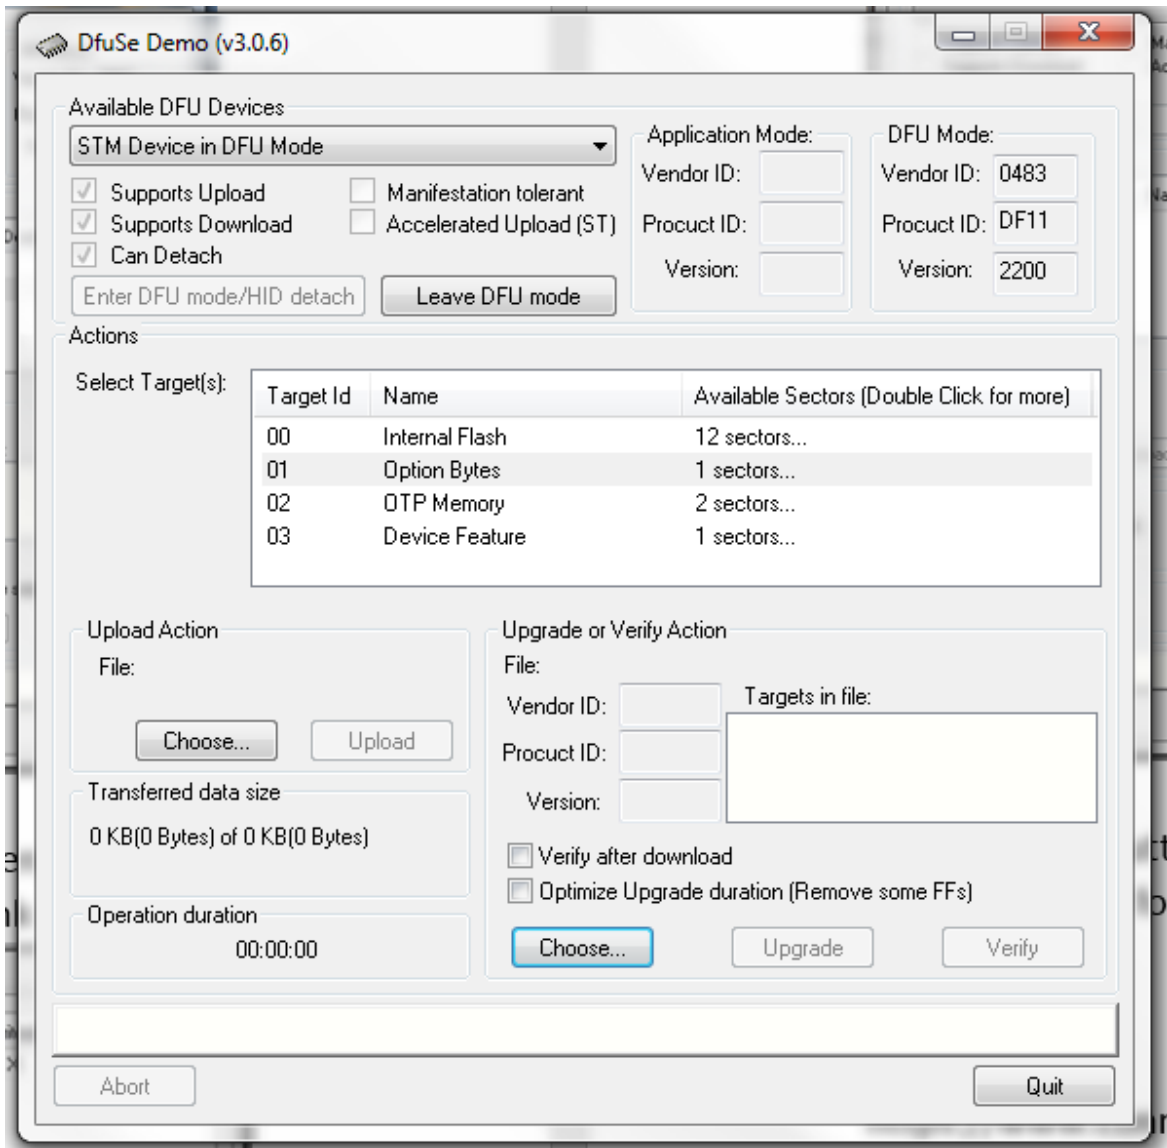 DfuSe Demo (v3.0.6)
Available DFU Devices
STM Device in DFU Mode
Supports Upload
Manifestation tolerant
Supports Download
Accelerated Upload (ST)
Can Detach
Enter DFU mode/HID detach
Leave DFU mode
Application Mode:
Vendor ID:
Procuct ID:
Version:
DFU Mode:
Vendor ID: 0483
Procuct ID: DF11
Version: 2200
Actions
Select Target(s):
Target Id Name Available Sectors (Double Click for more)
00 Internal Flash 12 sectors...
01 Option Bytes 1 sectors...
02 OTP Memory 2 sectors...
03 Device Feature 1 sectors...
Upload Action
File:
Choose... Upload
Transferred data size
0 KB(0 Bytes) of 0 KB(0 Bytes)
Operation duration
00:00:00
Upgrade or Verify Action
File:
Vendor ID:
Procuct ID:
Version:
Targets in file:
Verify after download
Optimize Upgrade duration (Remove some FFs)
Choose... Upgrade Verify
Abort Quit